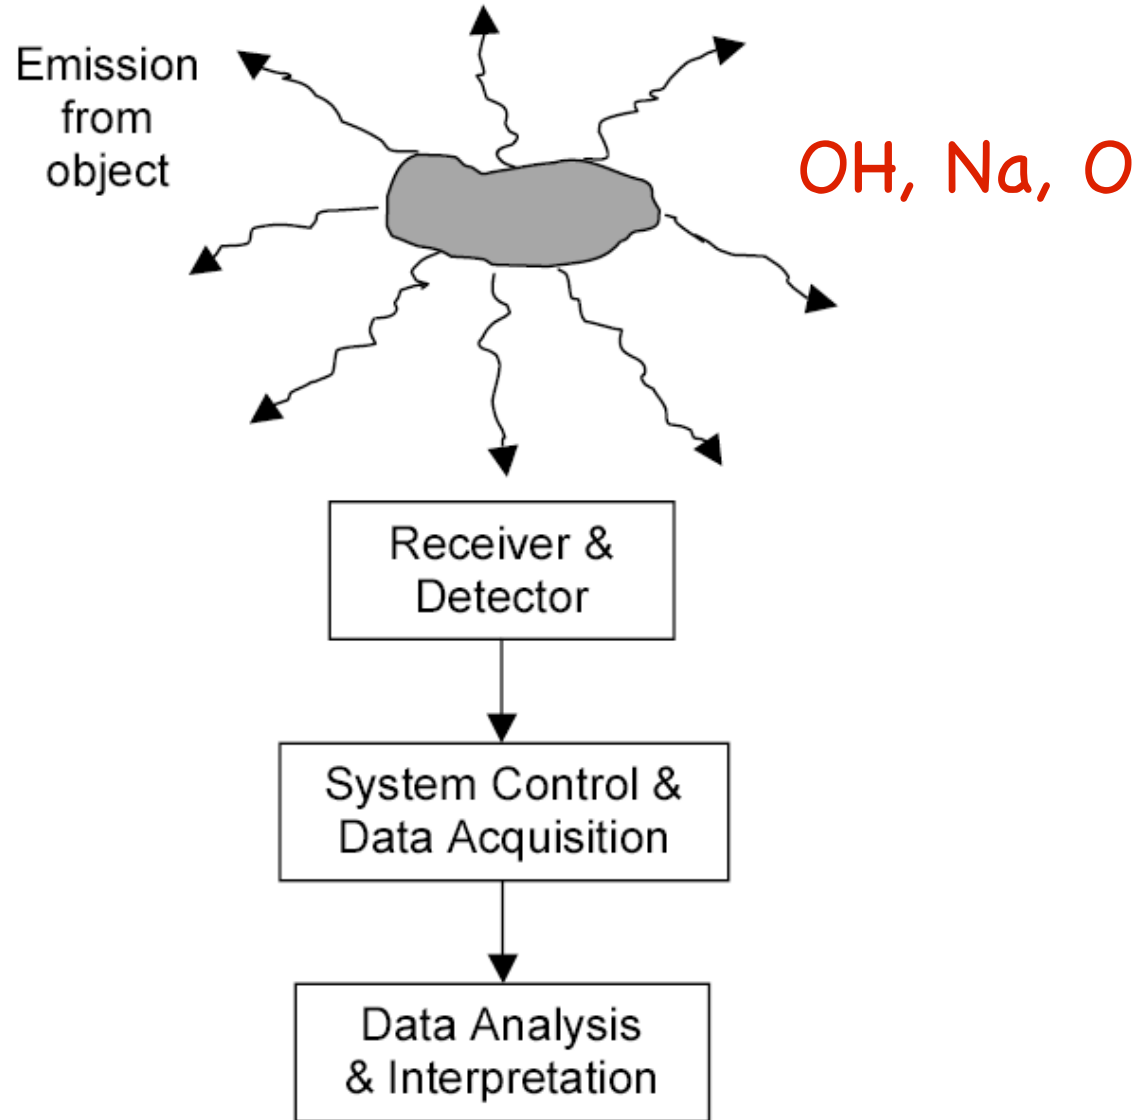 Emission
from
object
OH, Na, O
Receiver &
Detector
System Control &
Data Acquisition
Data Analysis
& Interpretation